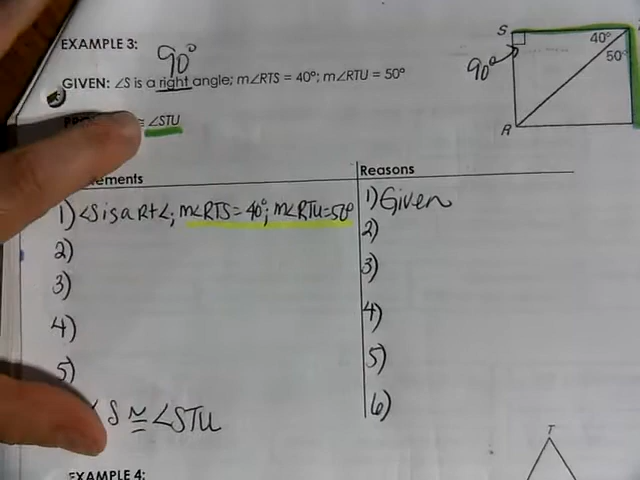 EXAMPLE 3:
90°
GIVEN: ∠S is a right angle; m∠RTS = 40°; m∠RTU = 50°
≅ ∠STU
S
40°
50°
90°
R
ements
Reasons
1) ∠S is a Rt ∠; m∠RTS = 40°; m∠RTU = 50°
1) Given
2)
2)
3)
3)
4)
4)
5)
5)
∠S ≅ ∠STU
6)
T
EXAMPLE 4: